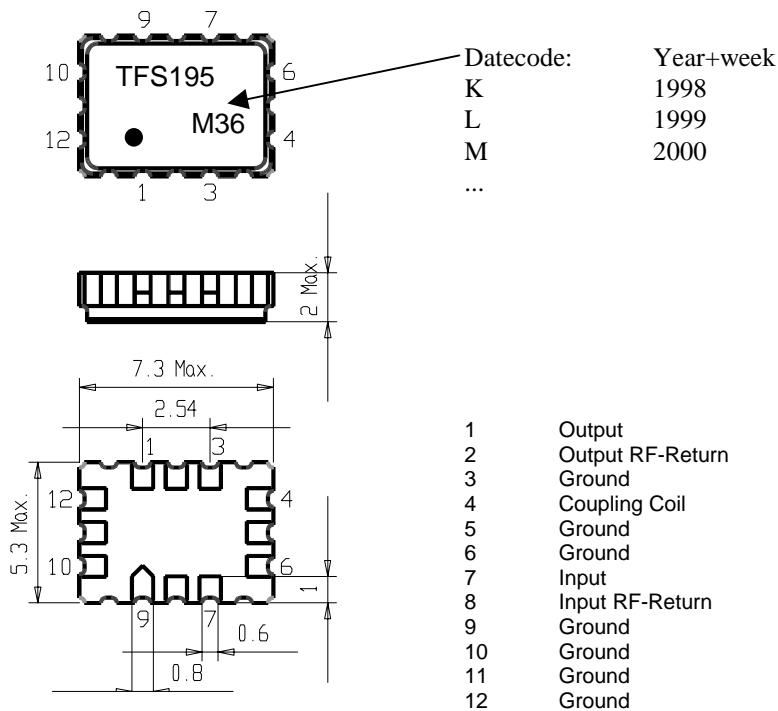 9 7
10 TFS195 6
12 M36 4
1 3
Datecode: Year+week
K 1998
L 1999
M 2000
...
2 Max.
7.3 Max.
2.54
1 3
12 4
5.3 Max.
10 6
1
9 7
0.6
0.8
1 Output
2 Output RF-Return
3 Ground
4 Coupling Coil
5 Ground
6 Ground
7 Input
8 Input RF-Return
9 Ground
10 Ground
11 Ground
12 Ground